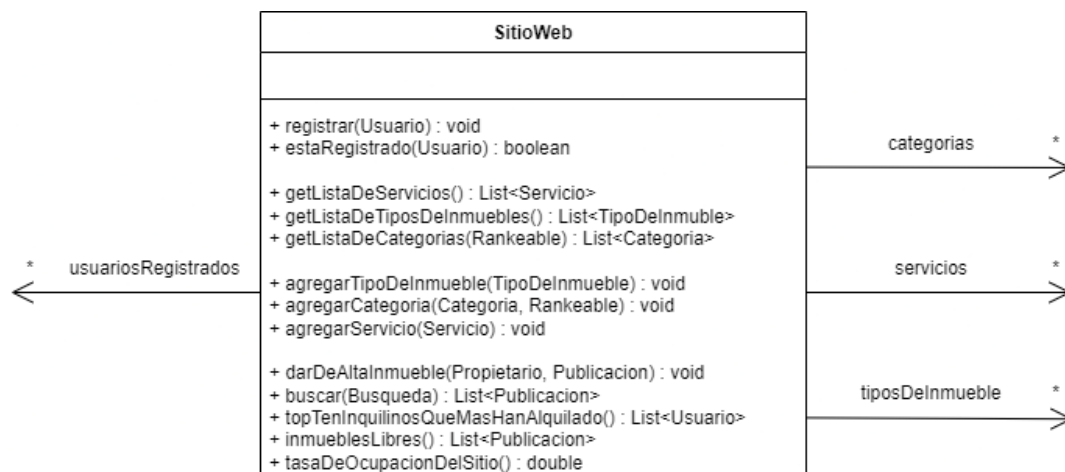 SitioWeb
+ registrar(Usuario) : void
+ estaRegistrado(Usuario) : boolean
+ getListaDeServicios() : List<Servicio>
+ getListaDeTiposDeInmuebles() : List<TipoDeInmuble>
+ getListaDeCategorias(Rankeable) : List<Categoria>
+ agregarTipoDeInmueble(TipoDeInmueble) : void
+ agregarCategoria(Categoria, Rankeable) : void
+ agregarServicio(Servicio) : void
+ darDeAltaInmueble(Propietario, Publicacion) : void
+ buscar(Busqueda) : List<Publicacion>
+ topTenInquilinosQueMasHanAlquilado() : List<Usuario>
+ inmueblesLibres() : List<Publicacion>
+ tasaDeOcupacionDelSitio() : double
* usuariosRegistrados
categorias *
servicios *
tiposDeInmueble *